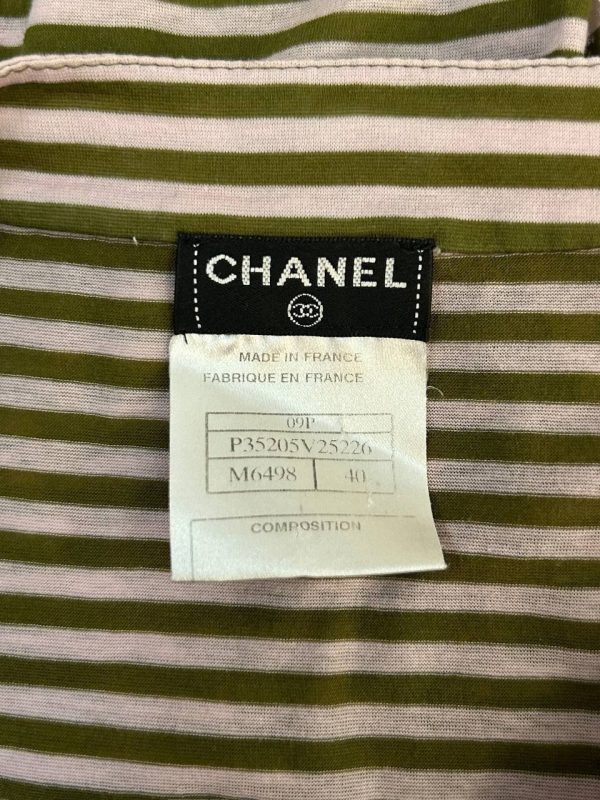 CHANEL
MADE IN FRANCE
FABRIQUE EN FRANCE
09P
P35205V25226
M6498 40
COMPOSITION